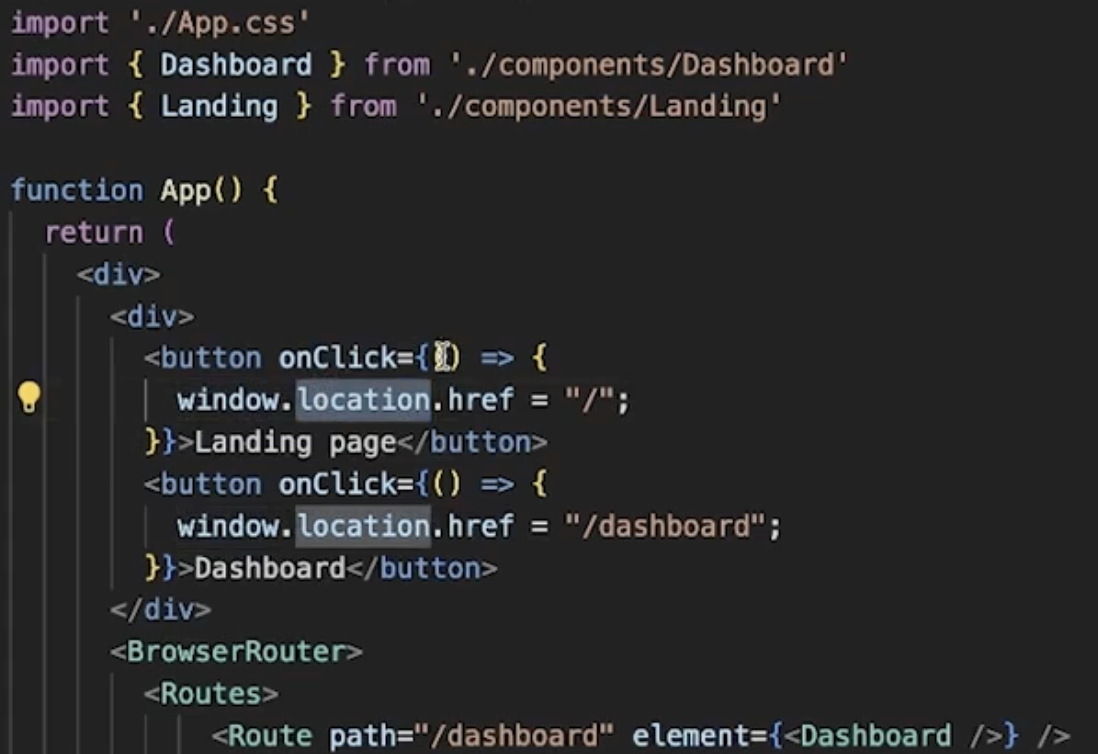 import './App.css'
import { Dashboard } from './components/Dashboard'
import { Landing } from './components/Landing'
function App() {
return (
<div>
<div>
<button onClick={() => {
window.location.href = "/";
}}>Landing page</button>
<button onClick={() => {
window.location.href = "/dashboard";
}}>Dashboard</button>
</div>
<BrowserRouter>
<Routes>
<Route path="/dashboard" element={<Dashboard />} />